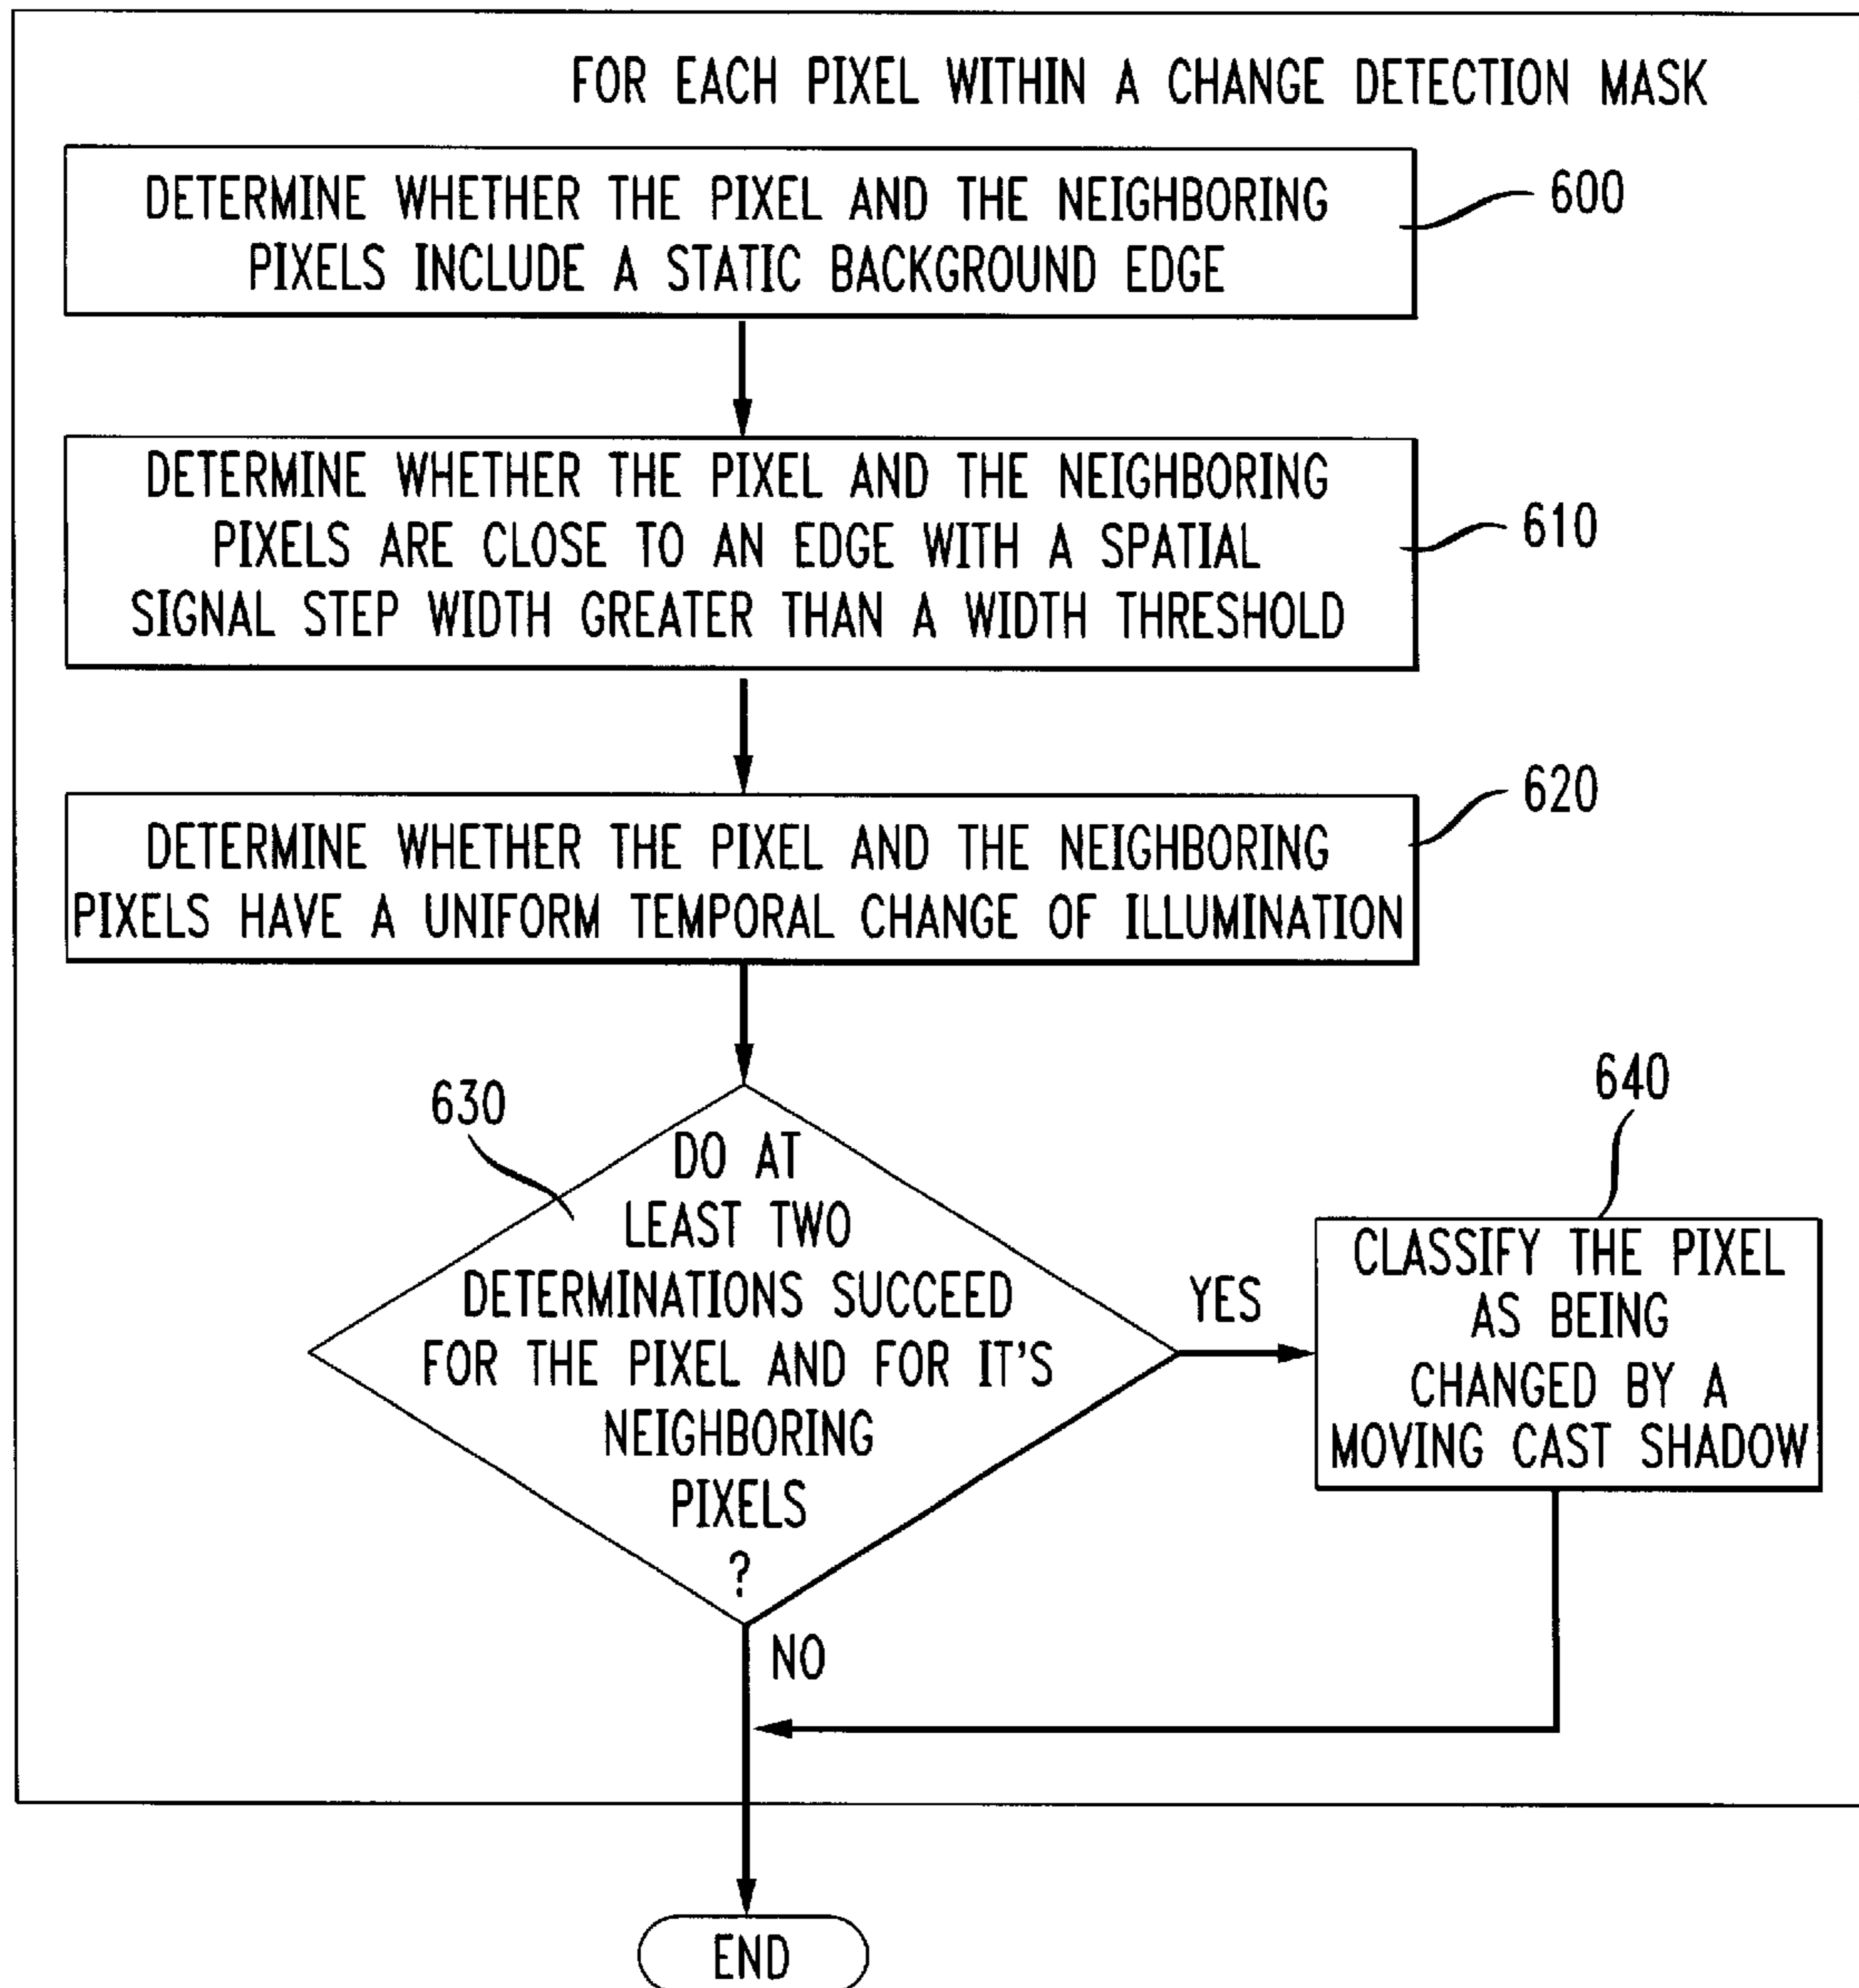 FOR EACH PIXEL WITHIN A CHANGE DETECTION MASK
DETERMINE WHETHER THE PIXEL AND THE NEIGHBORING
PIXELS INCLUDE A STATIC BACKGROUND EDGE
600
DETERMINE WHETHER THE PIXEL AND THE NEIGHBORING
PIXELS ARE CLOSE TO AN EDGE WITH A SPATIAL
SIGNAL STEP WIDTH GREATER THAN A WIDTH THRESHOLD
610
620
DETERMINE WHETHER THE PIXEL AND THE NEIGHBORING
PIXELS HAVE A UNIFORM TEMPORAL CHANGE OF ILLUMINATION
630
DO AT
LEAST TWO
DETERMINATIONS SUCCEED
FOR THE PIXEL AND FOR IT'S
NEIGHBORING
PIXELS
?
YES
640
CLASSIFY THE PIXEL
AS BEING
CHANGED BY A
MOVING CAST SHADOW
NO
END